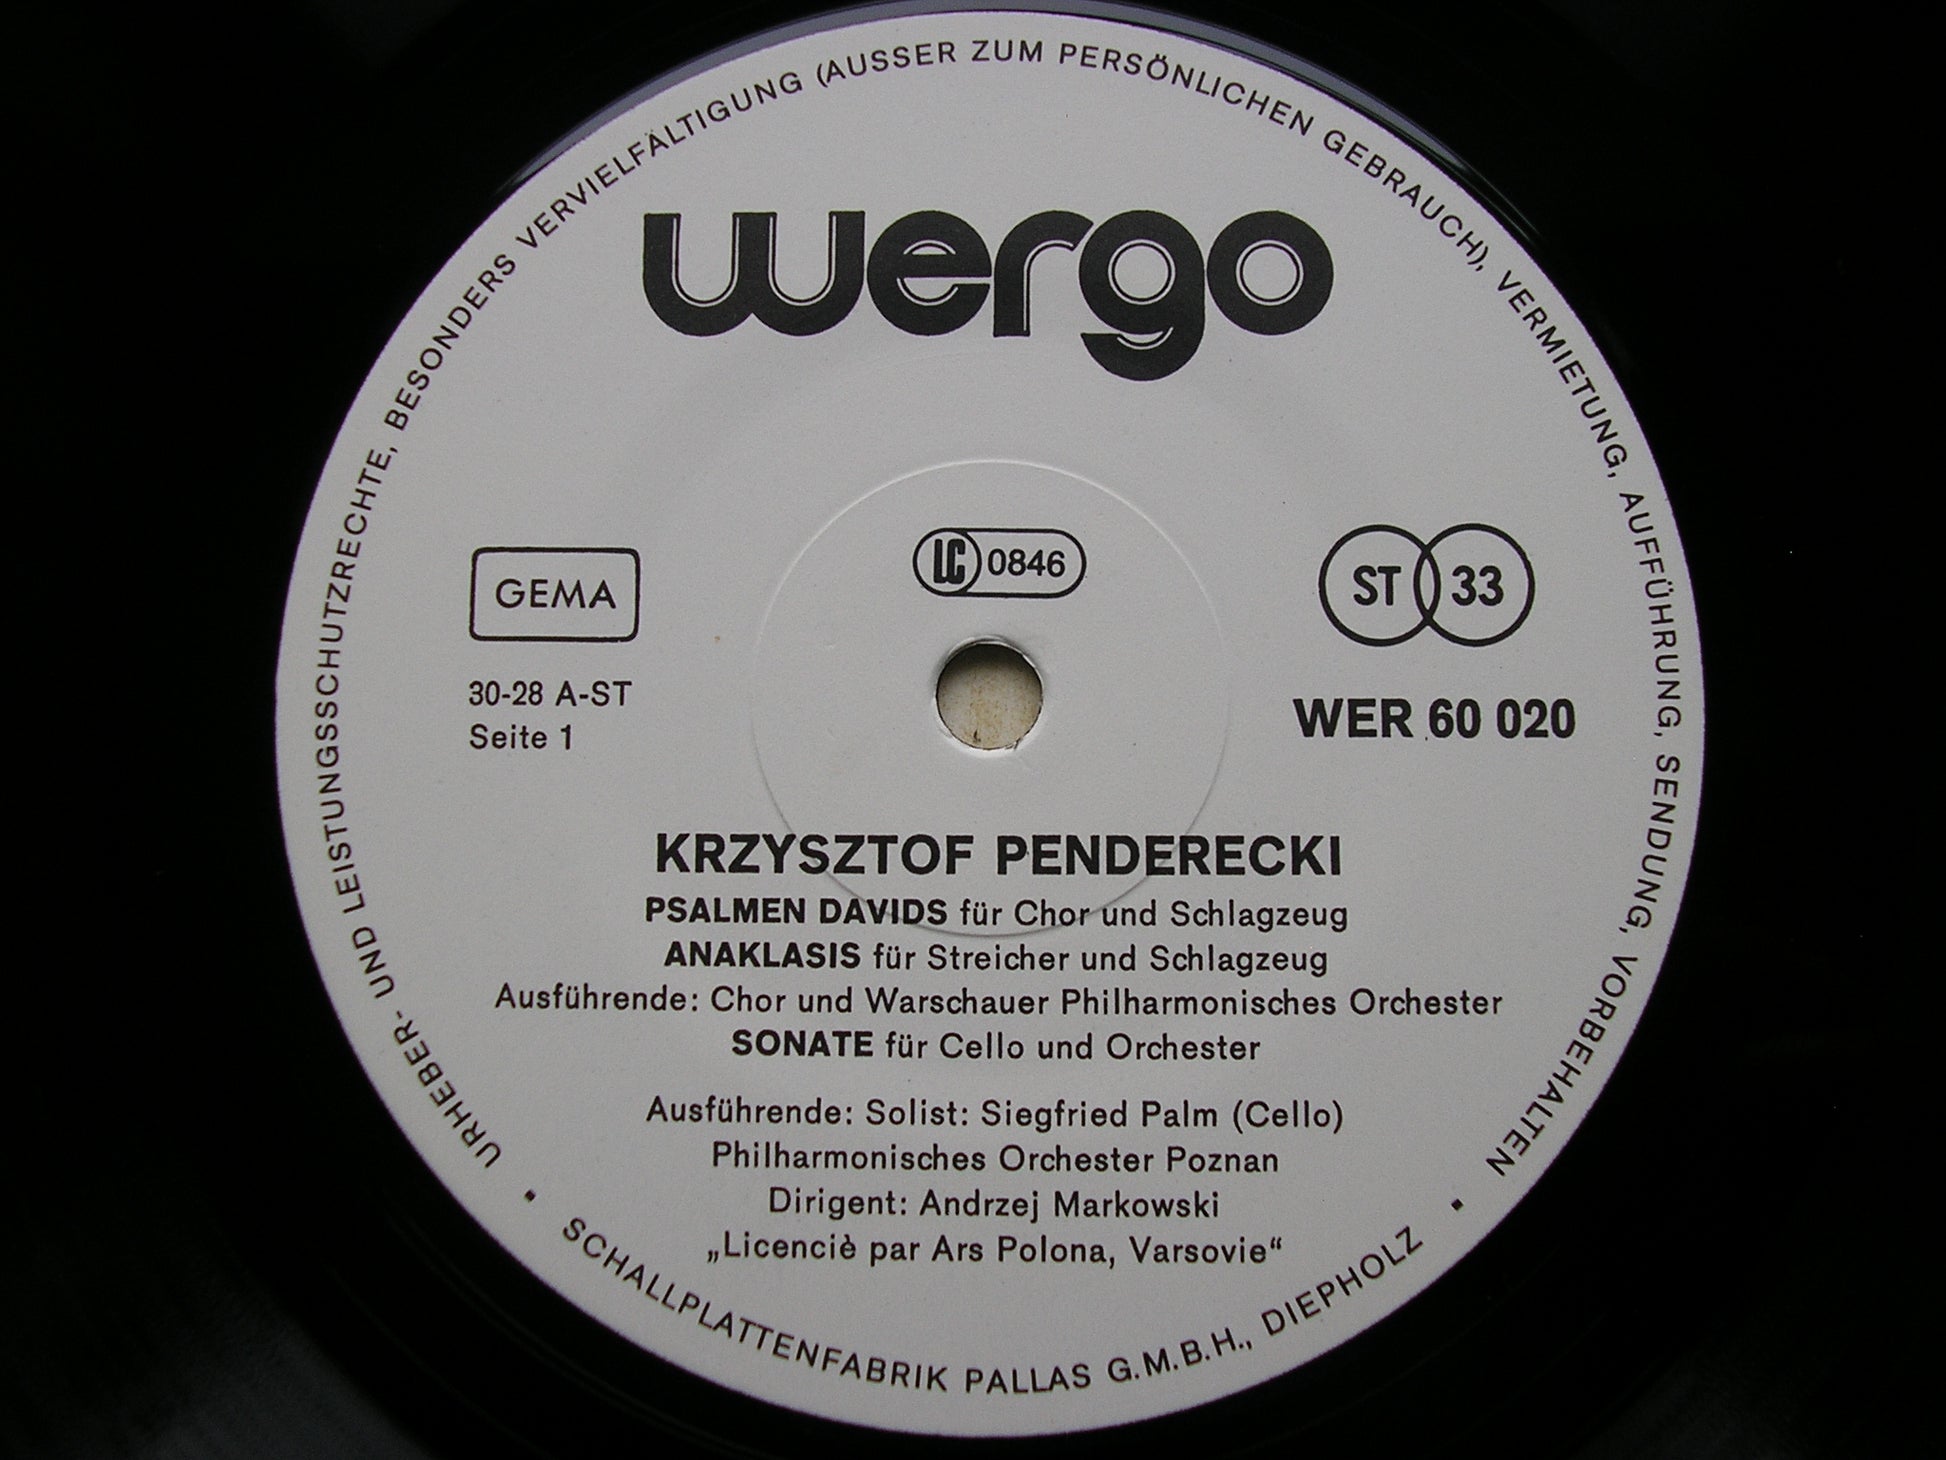 URHEBER- UND LEISTUNGSSCHUTZRECHTE, BESONDERS VERVIELFÄLTIGUNG (AUSSER ZUM PERSÖNLICHEN GEBRAUCH), VERMIETUNG, AUFFÜHRUNG, SENDUNG, VORBEHALTEN
wergo
LC 0846
GEMA
ST 33
30-28 A-ST
Seite 1
WER 60 020
KRZYSZTOF PENDERECKI
PSALMEN DAVIDS für Chor und Schlagzeug
ANAKLASIS für Streicher und Schlagzeug
Ausführende: Chor und Warschauer Philharmonisches Orchester
SONATE für Cello und Orchester
Ausführende: Solist: Siegfried Palm (Cello)
Philharmonisches Orchester Poznan
Dirigent: Andrzej Markowski
„Licenciè par Ars Polona, Varsovie“
• SCHALLPLATTENFABRIK PALLAS G.M.B.H., DIEPHOLZ •